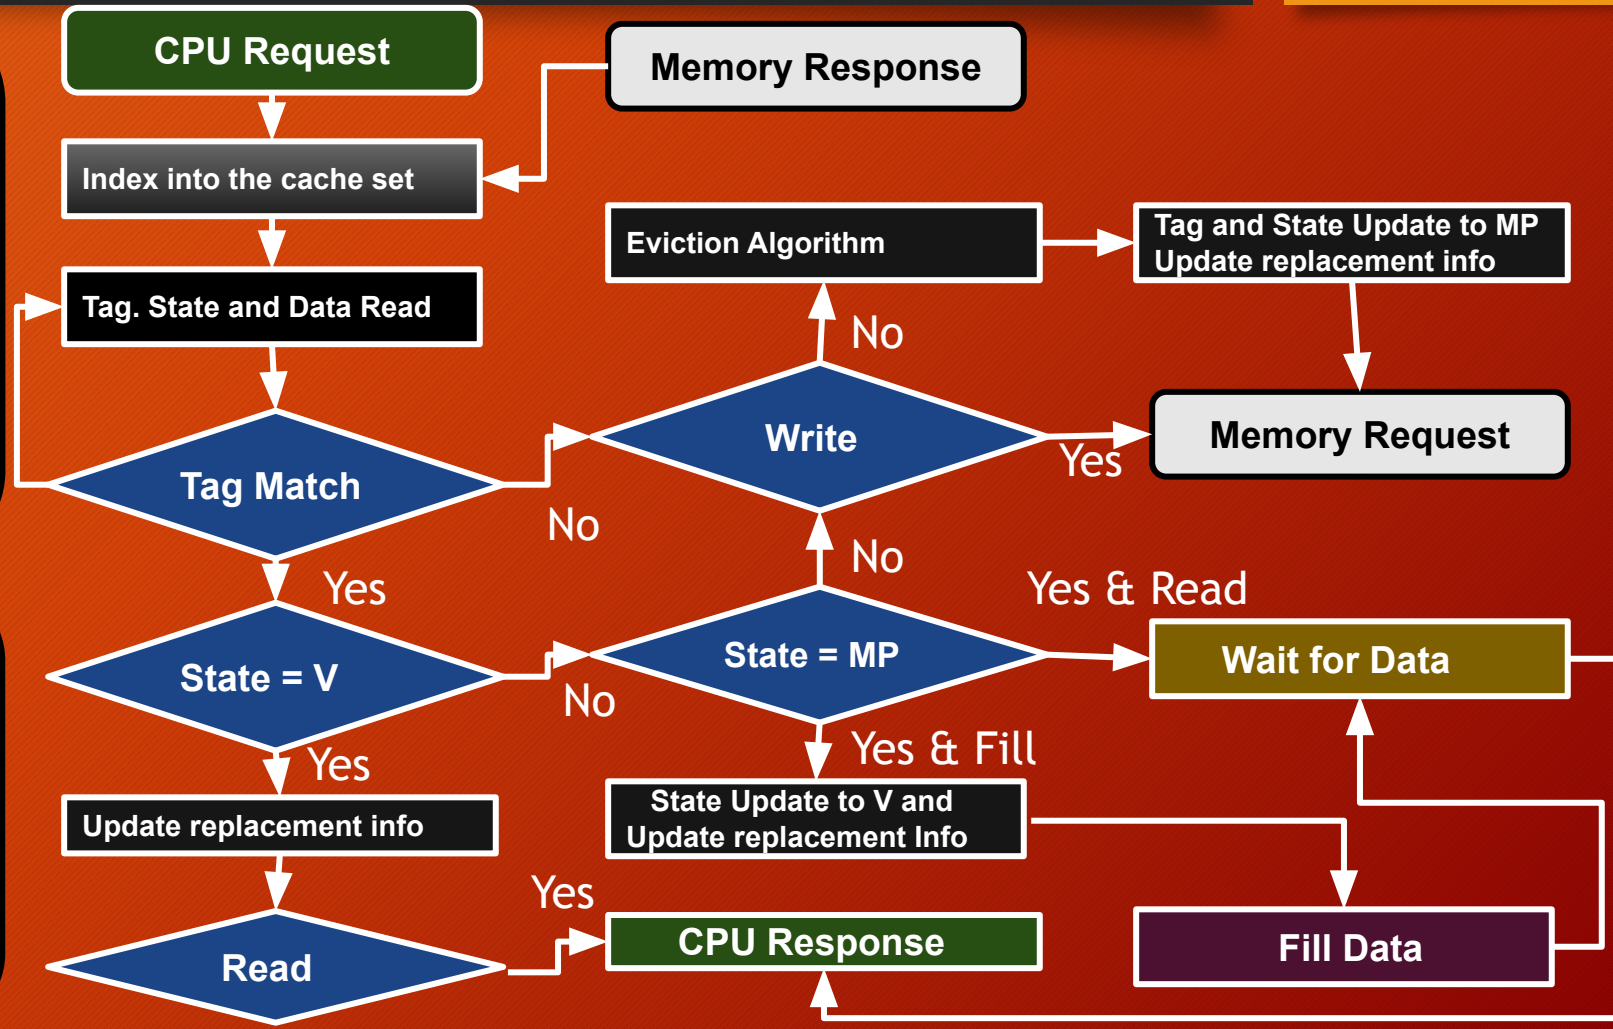 CPU Request
Memory Response
Index into the cache set
Eviction Algorithm
Tag and State Update to MP
Update replacement info
Tag. State and Data Read
No
Write
Yes
Memory Request
Tag Match
No
Yes
No
Yes & Read
State = V
No
State = MP
Wait for Data
Yes
Yes & Fill
Update replacement info
State Update to V and
Update replacement Info
Yes
Read
CPU Response
Fill Data